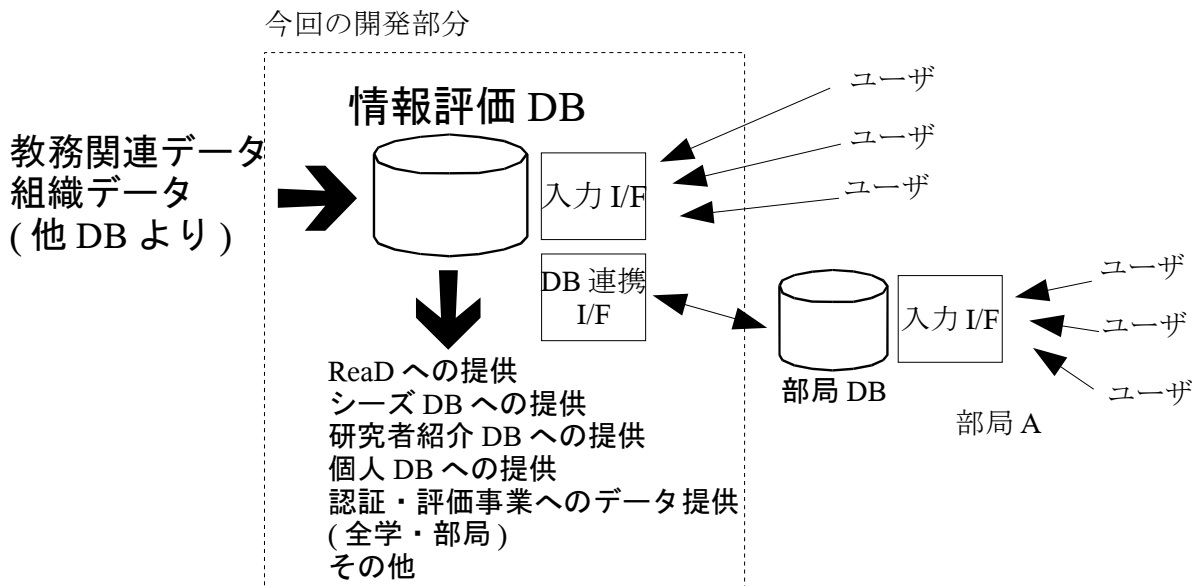 今回の開発部分
情報評価 DB
教務関連データ
組織データ
( 他 DB より )
入力 I/F
ユーザ
ユーザ
ユーザ
DB 連携
I/F
部局 DB
入力 I/F
ユーザ
ユーザ
ユーザ
部局 A
ReaD への提供
シーズ DB への提供
研究者紹介 DB への提供
個人 DB への提供
認証・評価事業へのデータ提供
( 全学・部局 )
その他